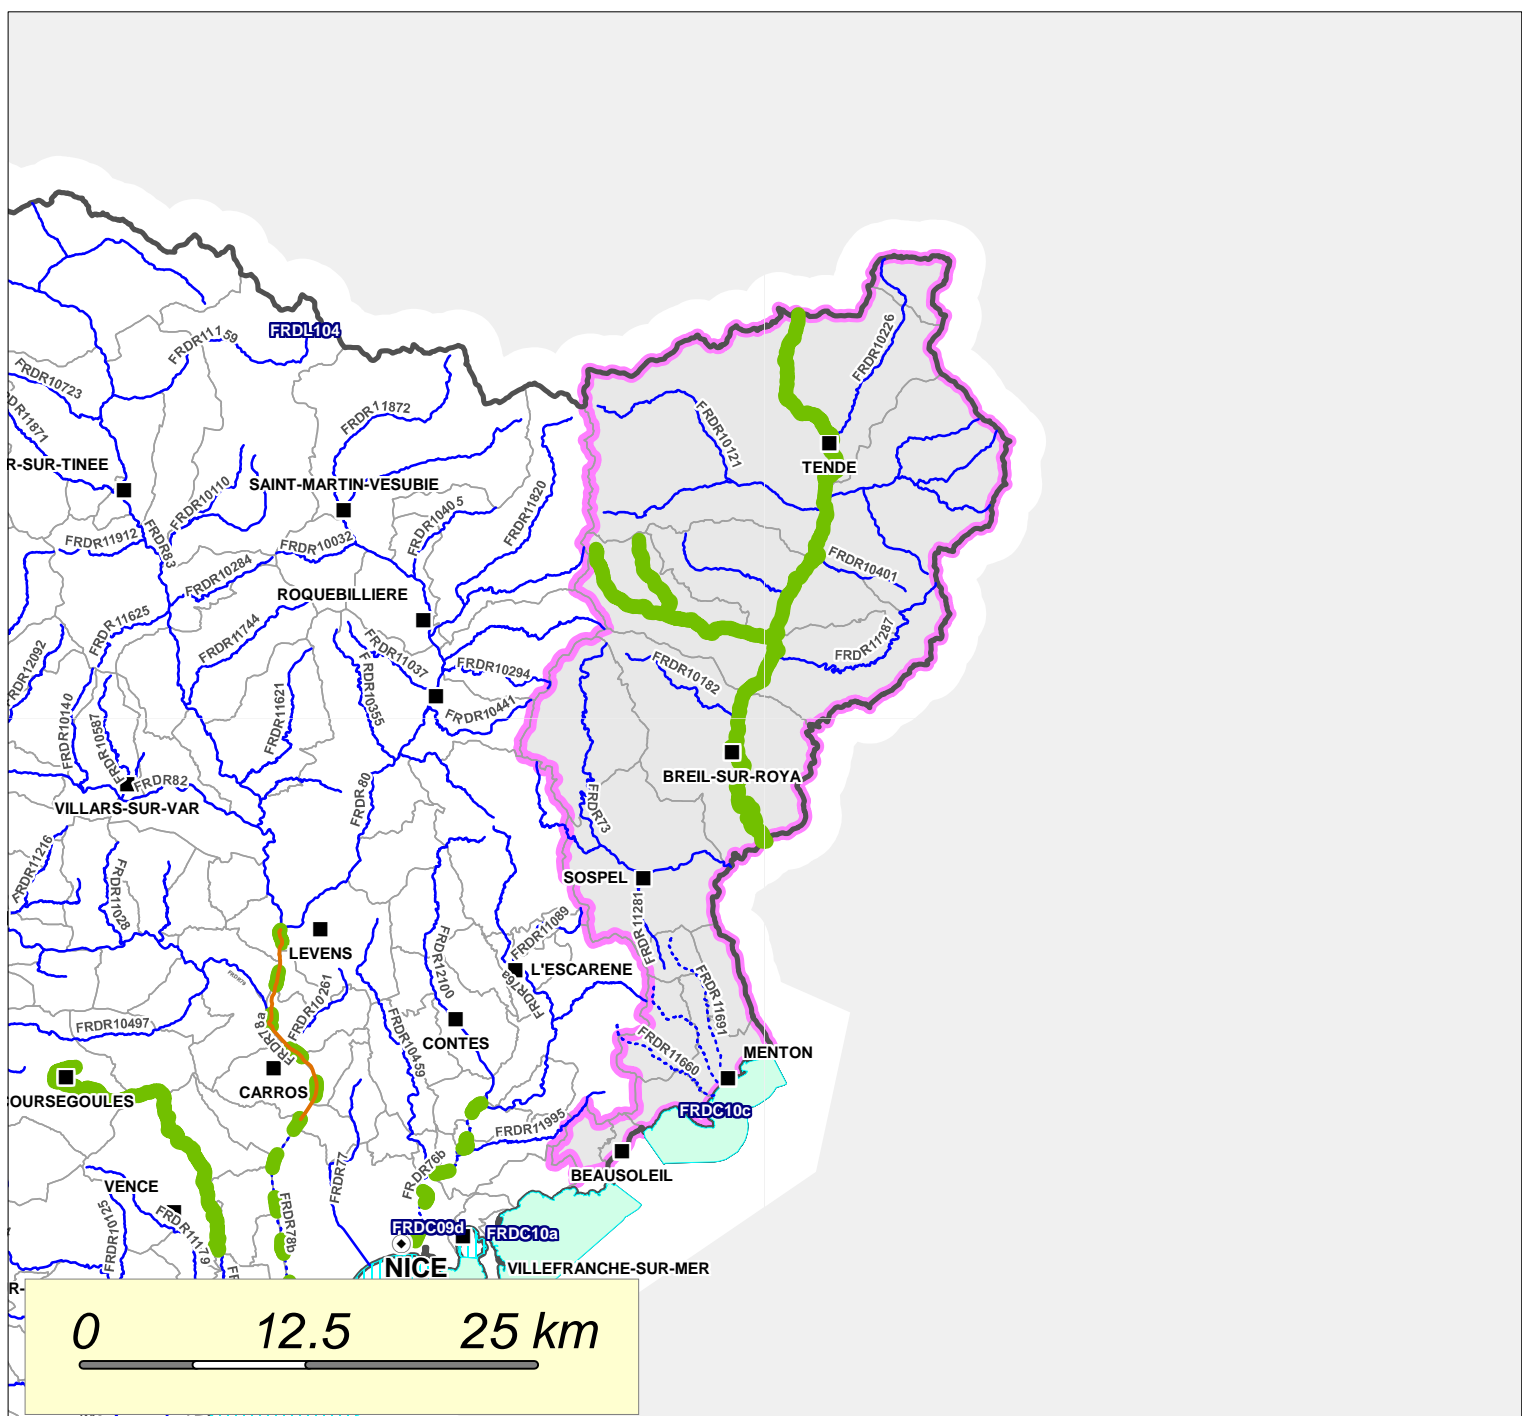 FRDL104
FRDR11159
FRDR10226
FRDR10723
DR11871
FRDR11872
FRDR10121
TENDE
R-SUR-TINEE
SAINT-MARTIN-VESUBIE
FRDR10110
FRDR10405
FRDR11820
FRDR11912
FRDR83
FRDR10032
FRDR10284
FRDR10401
ROQUEBILLIERE
FRDR11625
FRDR11744
FRDR12092
FRDR11037
FRDR10294
FRDR10182
FRDR11287
FRDR10140
FRDR10587
FRDR11621
FRDR10355
FRDR10441
FRDR82
VILLARS-SUR-VAR
FRDR80
BREIL-SUR-ROYA
FRDR73
FRDR11216
FRDR11028
SOSPEL
FRDR11281
LEVENS
FRDR11089
L'ESCARENE
FRDR12100
FRDR76a
FRDR10261
FRDR78a
FRDR10497
FRDR10459
CONTES
FRDR11691
FRDR11660
MENTON
CARROS
OURSEGOULES
FRDC10c
FRDR11995
FRDR76b
FRDR77
BEAUSOLEIL
VENCE
FRDR10125
FRDR11179
FRDR78b
FRDC09d
FRDC10a
NICE
VILLEFRANCHE-SUR-MER
FR
R-
0 12.5 25 km